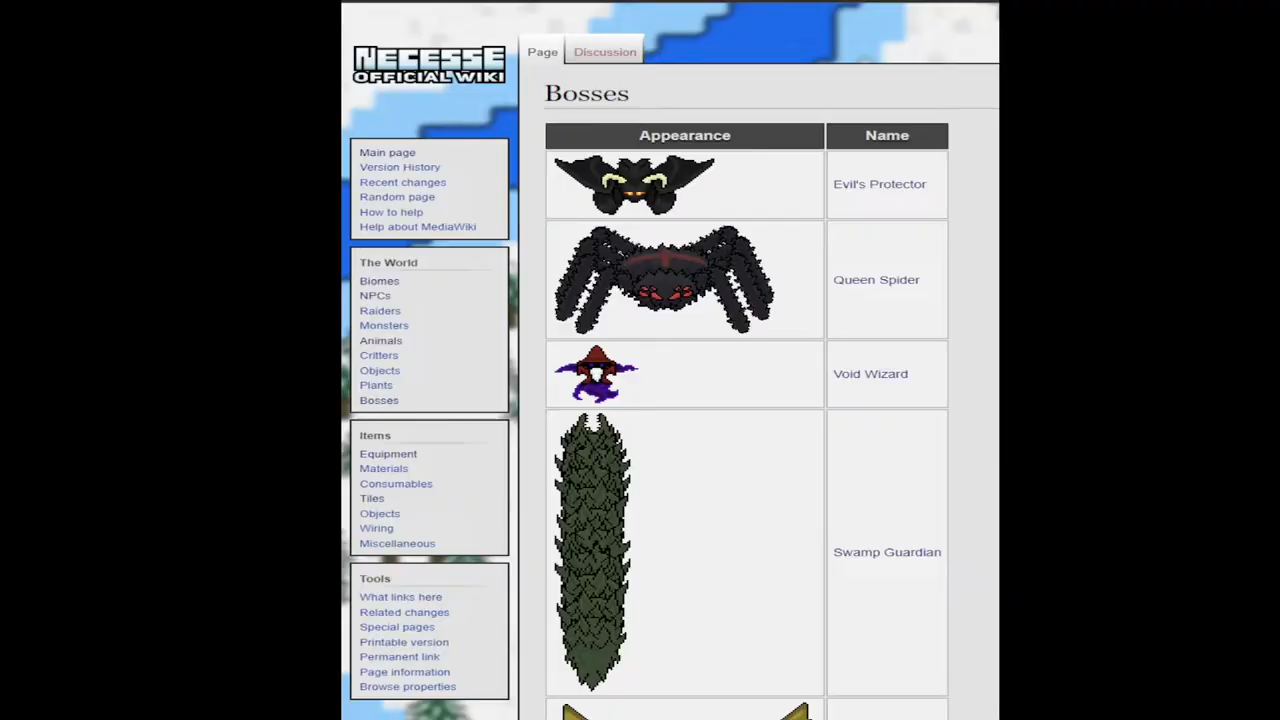 NECESSE
OFFICIAL WIKI
Main page
Version History
Recent changes
Random page
How to help
Help about MediaWiki
The World
Biomes
NPCs
Raiders
Monsters
Animals
Critters
Objects
Plants
Bosses
Items
Equipment
Materials
Consumables
Tiles
Objects
Wiring
Miscellaneous
Tools
What links here
Related changes
Special pages
Printable version
Permanent link
Page information
Browse properties
Page Discussion
Bosses
Appearance Name
Evil's Protector
Queen Spider
Void Wizard
Swamp Guardian